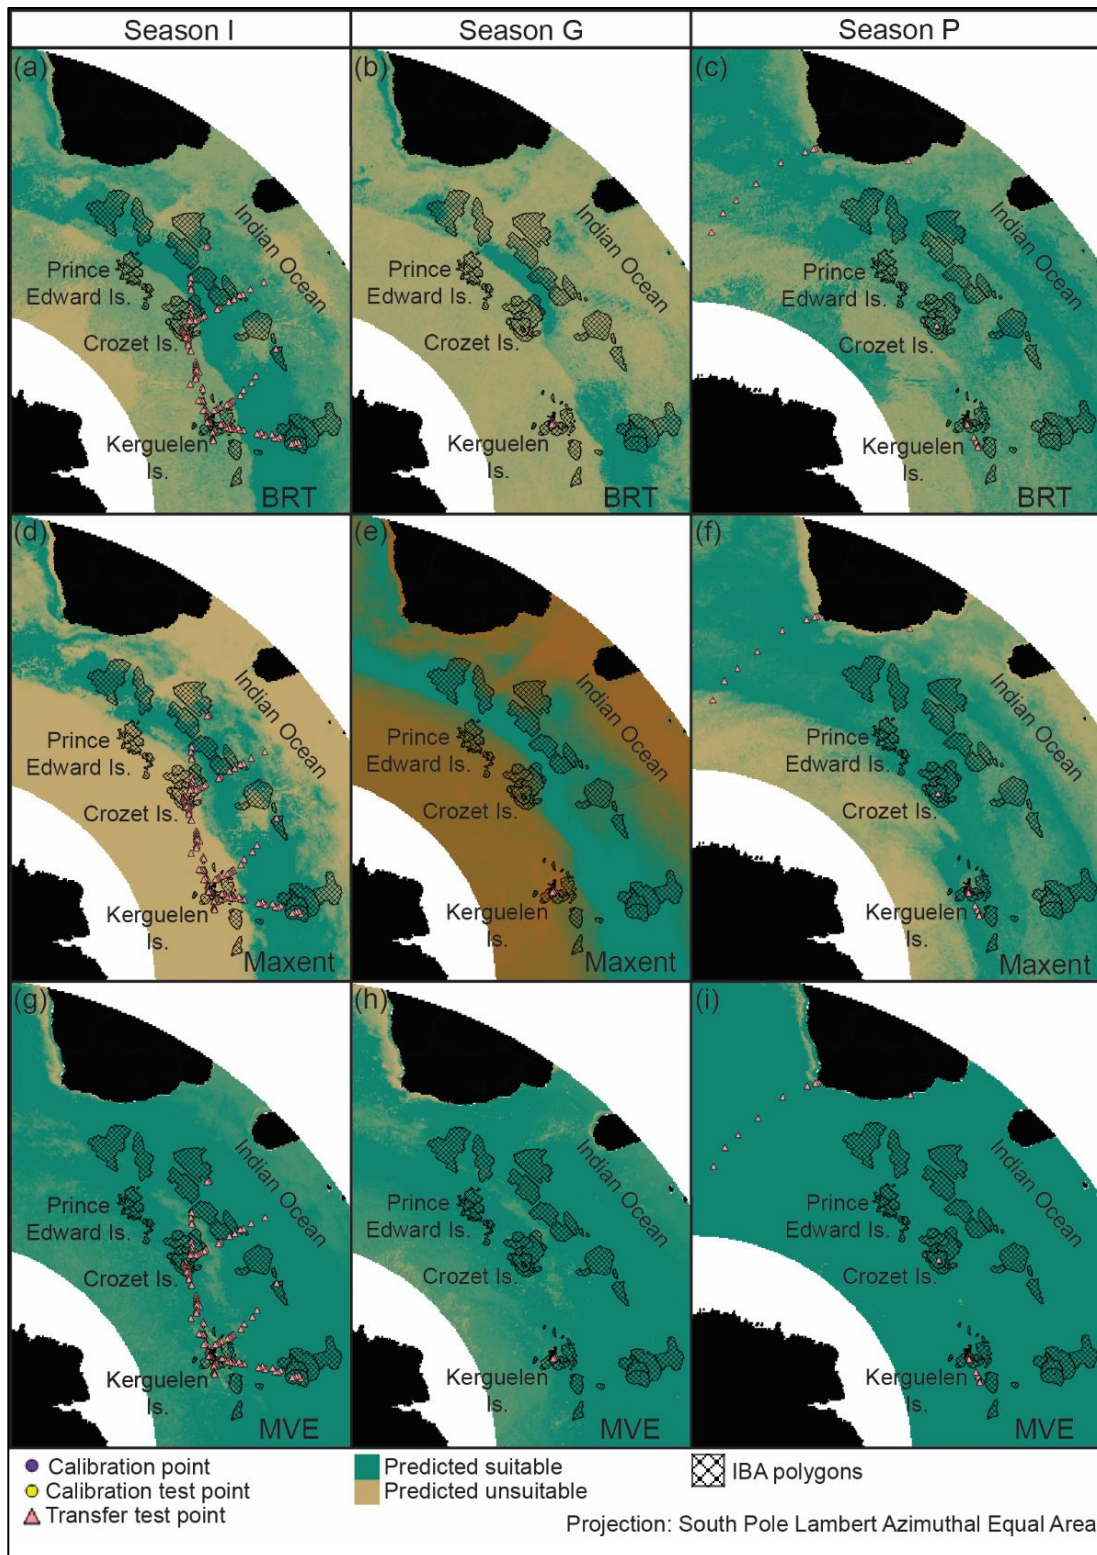 Season I
Season G
Season P
(a)
Indian Ocean
Prince
Edward Is.
Crozet Is.
Kerguelen
Is.
BRT
(b)
Indian Ocean
Prince
Edward Is.
Crozet Is.
Kerguelen
Is.
BRT
(c)
Indian Ocean
Prince
Edward Is.
Crozet Is.
Kerguelen
Is.
BRT
(d)
Indian Ocean
Prince
Edward Is.
Crozet Is.
Kerguelen
Is.
Maxent
(e)
Indian Ocean
Prince
Edward Is.
Crozet Is.
Kerguelen
Is.
Maxent
(f)
Indian Ocean
Prince
Edward Is.
Crozet Is.
Kerguelen
Is.
Maxent
(g)
Indian Ocean
Prince
Edward Is.
Crozet Is.
Kerguelen
Is.
MVE
(h)
Indian Ocean
Prince
Edward Is.
Crozet Is.
Kerguelen
Is.
MVE
(i)
Indian Ocean
Prince
Edward Is.
Crozet Is.
Kerguelen
Is.
MVE
Calibration point
Calibration test point
Transfer test point
Predicted suitable
Predicted unsuitable
IBA polygons
Projection: South Pole Lambert Azimuthal Equal Area